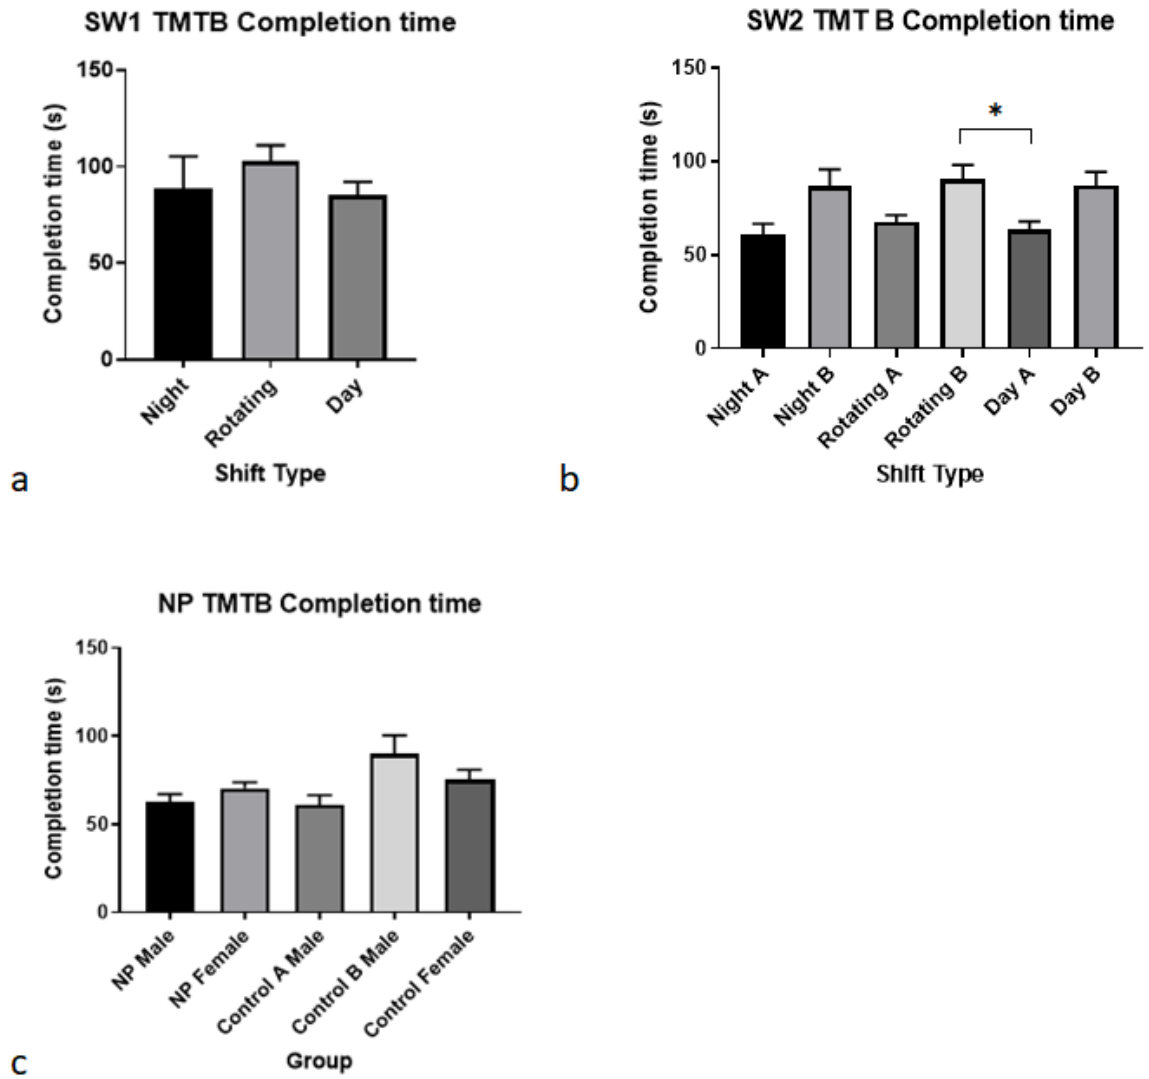 SW1 TMTB Completion time
150
100
50
0
Completion time (s)
Night
Rotating
Day
Shift Type
a
SW2 TMT B Completion time
150
100
50
0
Completion time (s)
*
Night A
Night B
Rotating A
Rotating B
Day A
Day B
Shift Type
b
NP TMTB Completion time
150
100
50
0
Completion time (s)
NP Male
NP Female
Control A Male
Control B Male
Control Female
Group
c